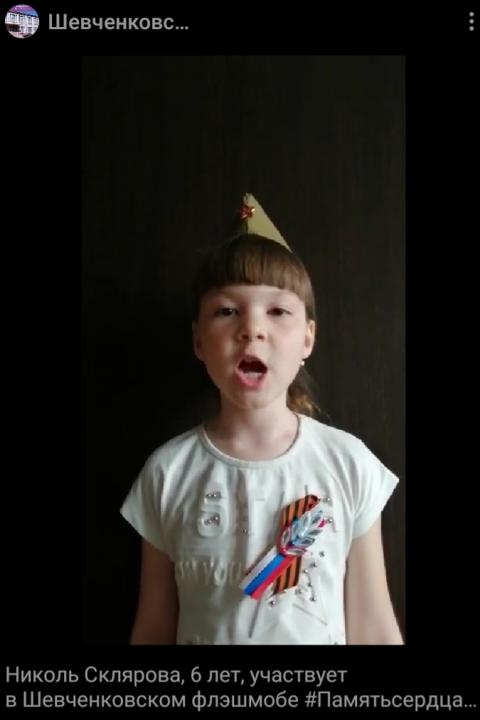 Шевченковс...
Николь Склярова, 6 лет, участвует
в Шевченковском флэшмобе #Памятьсердца...